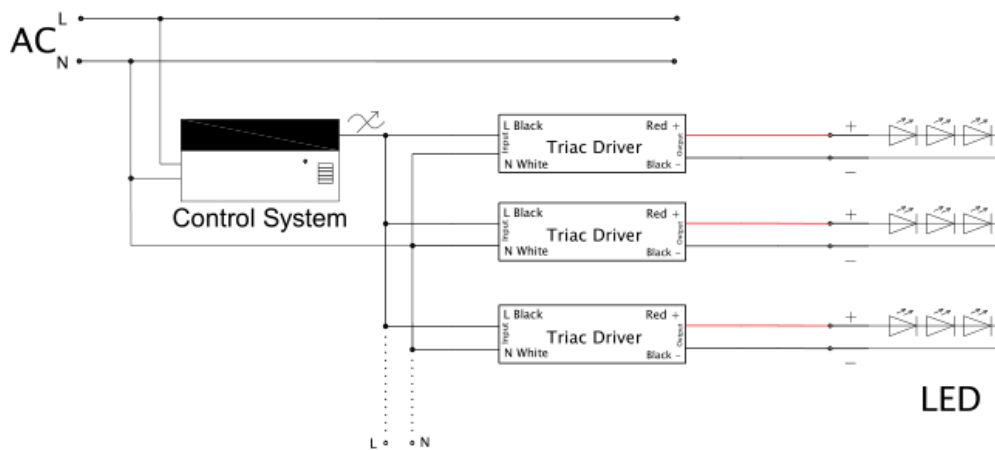 L
AC
N
Control System
L Black
Red +
Input
Triac Driver
Output
N White
Black -
+
−
L Black
Red +
Input
Triac Driver
Output
N White
Black -
+
−
L Black
Red +
Input
Triac Driver
Output
N White
Black -
+
−
LED
L
N